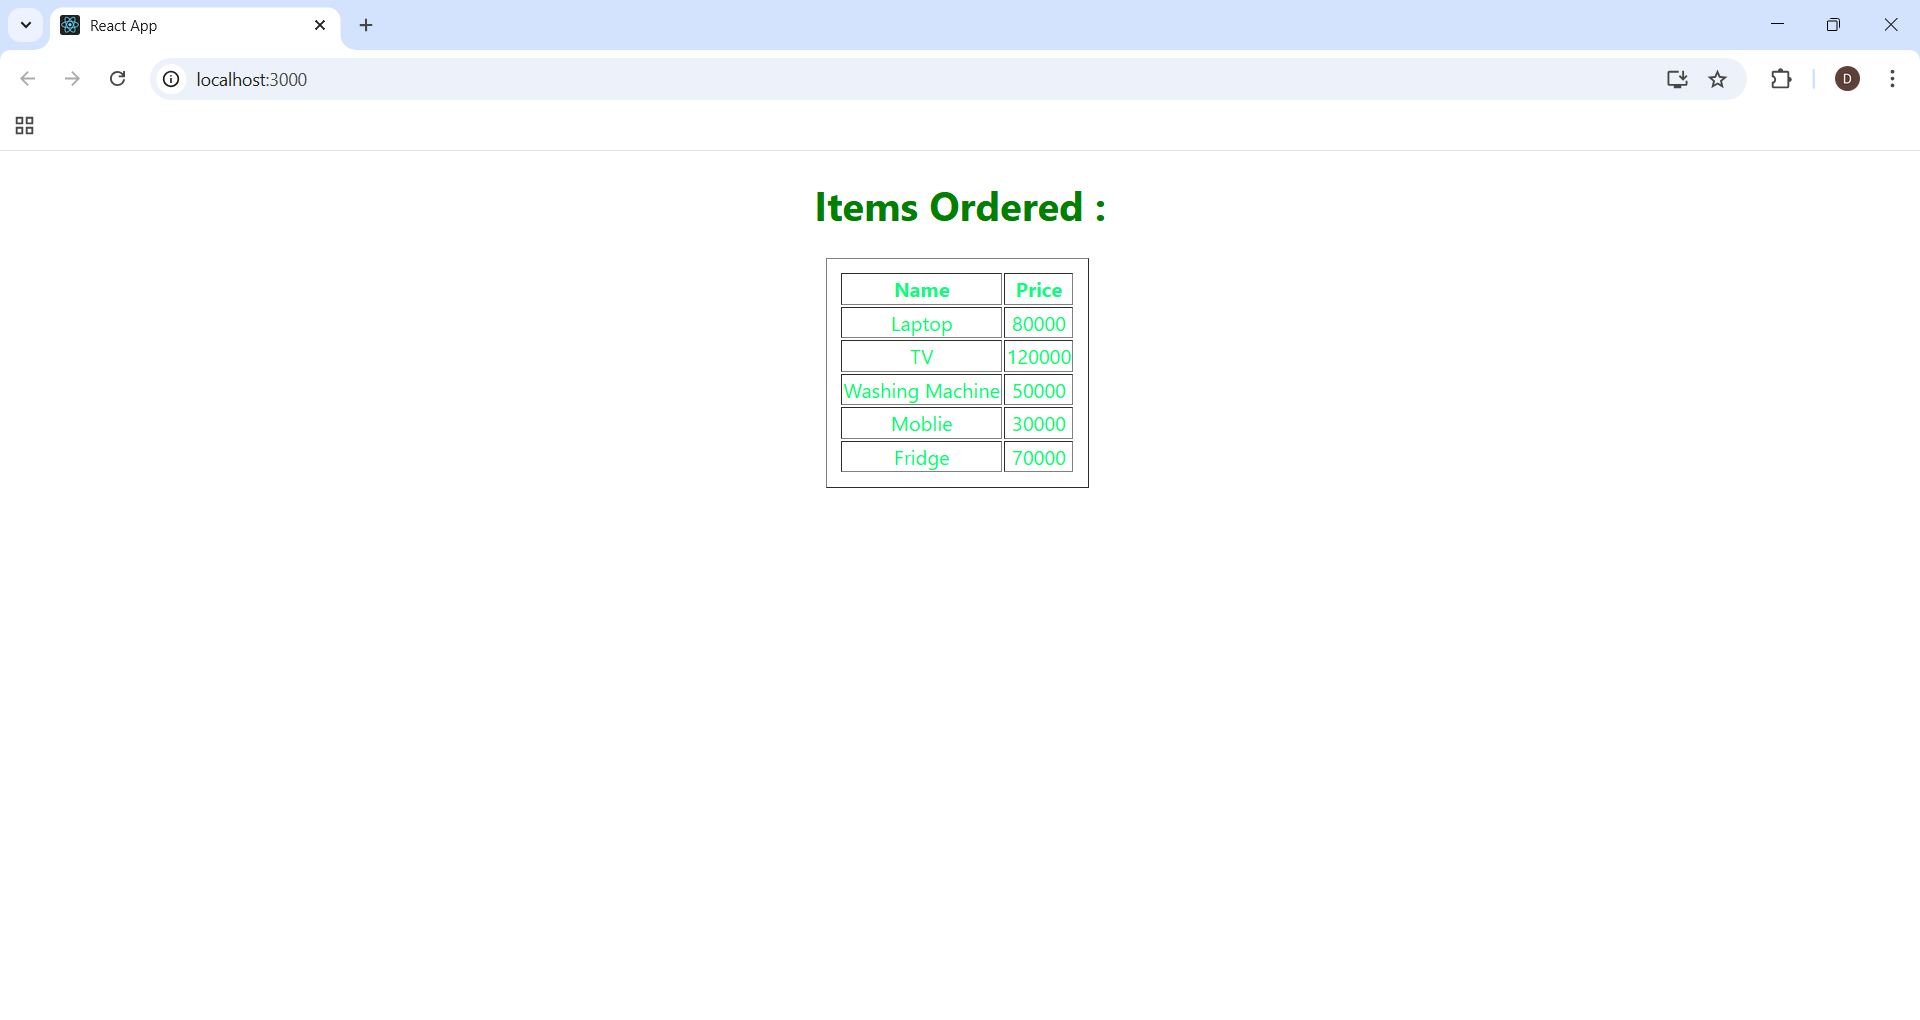 React App
localhost:3000
D
Items Ordered :
Name Price
Laptop 80000
TV 120000
Washing Machine 50000
Moblie 30000
Fridge 70000